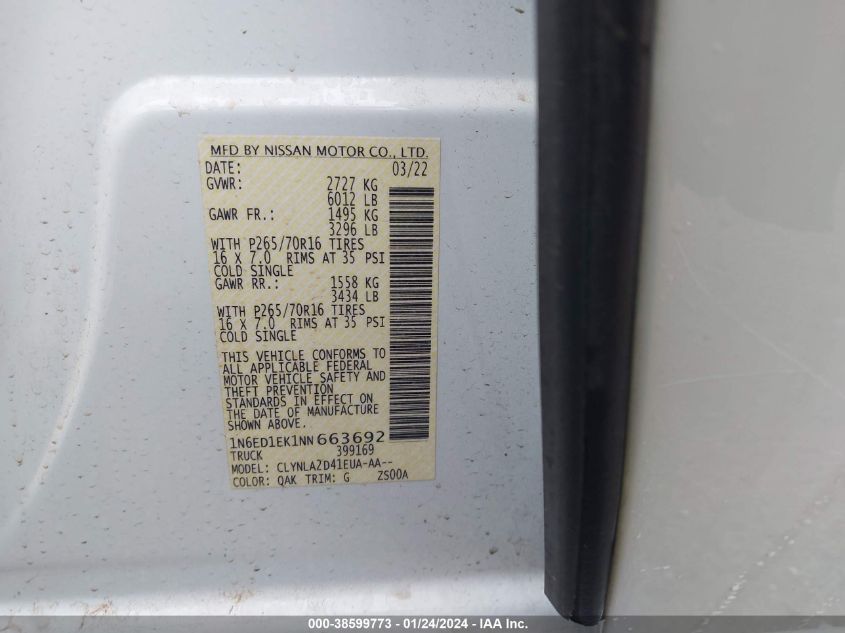 MFD BY NISSAN MOTOR CO., LTD.
DATE: 03/22
GVWR: 2727 KG
6012 LB
GAWR FR.: 1495 KG
3296 LB
WITH P265/70R16 TIRES
16 X 7.0 RIMS AT 35 PSI
COLD SINGLE
GAWR RR.: 1558 KG
3434 LB
WITH P265/70R16 TIRES
16 X 7.0 RIMS AT 35 PSI
COLD SINGLE
THIS VEHICLE CONFORMS TO
ALL APPLICABLE FEDERAL
MOTOR VEHICLE SAFETY AND
THEFT PREVENTION
STANDARDS IN EFFECT ON
THE DATE OF MANUFACTURE
SHOWN ABOVE.
1N6ED1EK1NN663692
TRUCK 399169
MODEL: CLYNLA2D41EUA-AA--
COLOR: QAK TRIM: G ZS00A
000-38599773 - 01/24/2024 - IAA Inc.